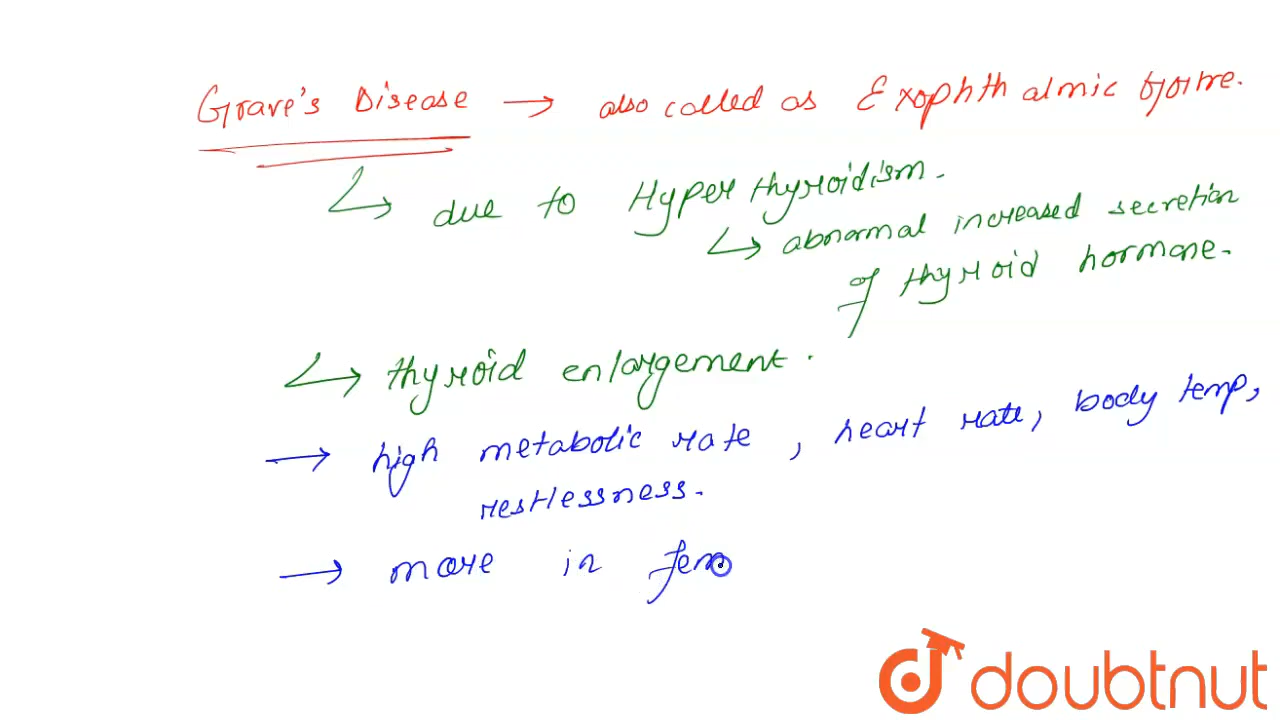 Grave's Disease → also called as Exophthalmic Goitre.
↳ due to Hyperthyroidism.
↳ abnormal increased secretion
of thyroid hormone.
↳ thyroid enlargement.
→ high metabolic rate, heart rate, body temp,
restlessness.
→ more in fem
doubtnut